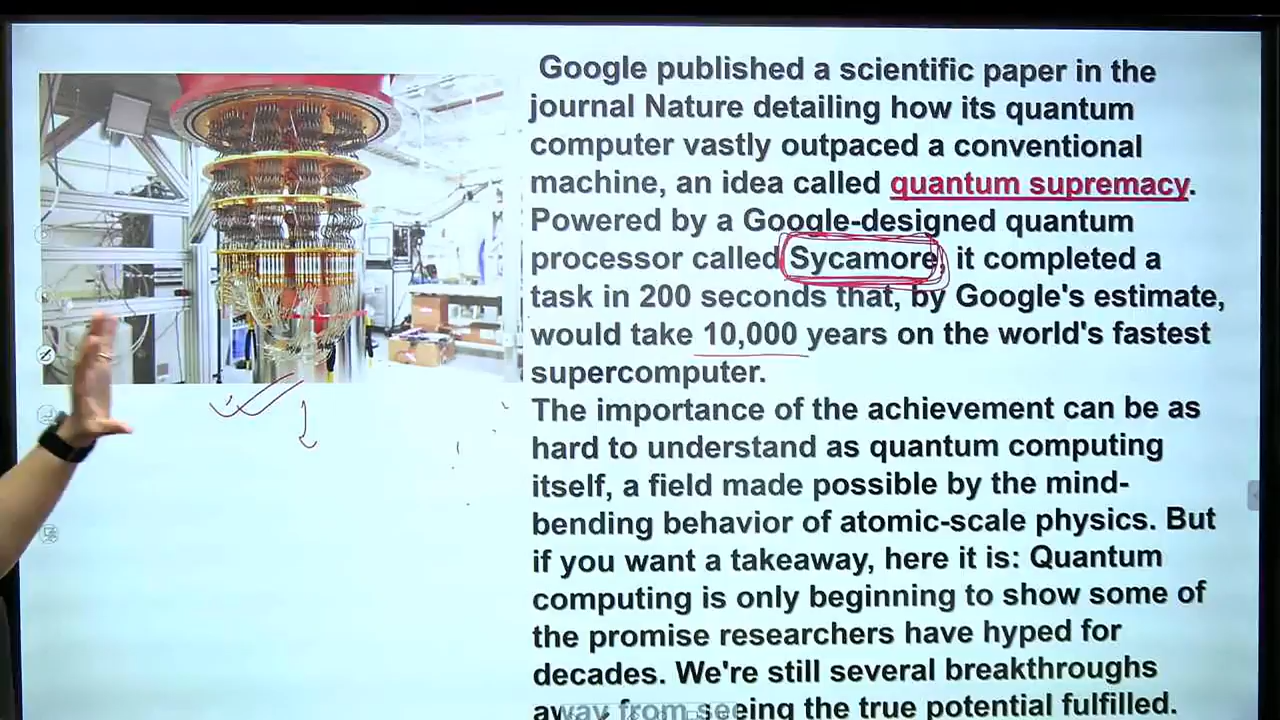 Google published a scientific paper in the
journal Nature detailing how its quantum
computer vastly outpaced a conventional
machine, an idea called quantum supremacy.
Powered by a Google-designed quantum
processor called Sycamore, it completed a
task in 200 seconds that, by Google's estimate,
would take 10,000 years on the world's fastest
supercomputer.
The importance of the achievement can be as
hard to understand as quantum computing
itself, a field made possible by the mind-
bending behavior of atomic-scale physics. But
if you want a takeaway, here it is: Quantum
computing is only beginning to show some of
the promise researchers have hyped for
decades. We're still several breakthroughs
away from seeing the true potential fulfilled.